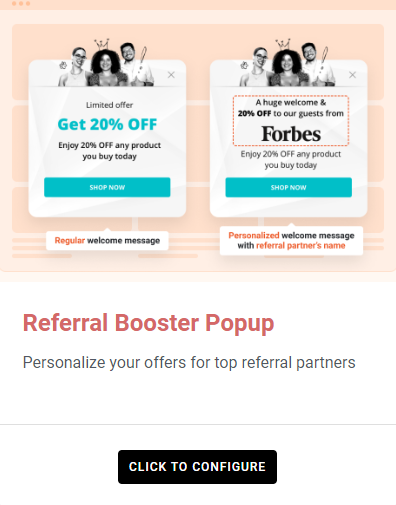 Limited offer
Get 20% OFF
Enjoy 20% OFF any product
you buy today
SHOP NOW
Regular welcome message
A huge welcome &
20% OFF to our guests from
Forbes
Enjoy 20% OFF any product
you buy today
SHOP NOW
Personalized welcome message
with referral partner's name
Referral Booster Popup
Personalize your offers for top referral partners
CLICK TO CONFIGURE